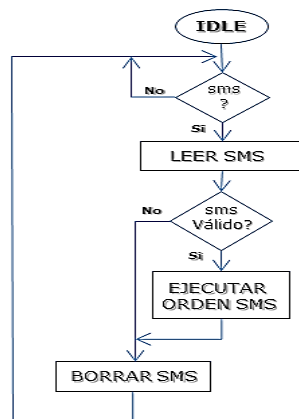 IDLE
sms
?
No
Si
LEER SMS
sms
Válido?
No
Si
EJECUTAR
ORDEN SMS
BORRAR SMS